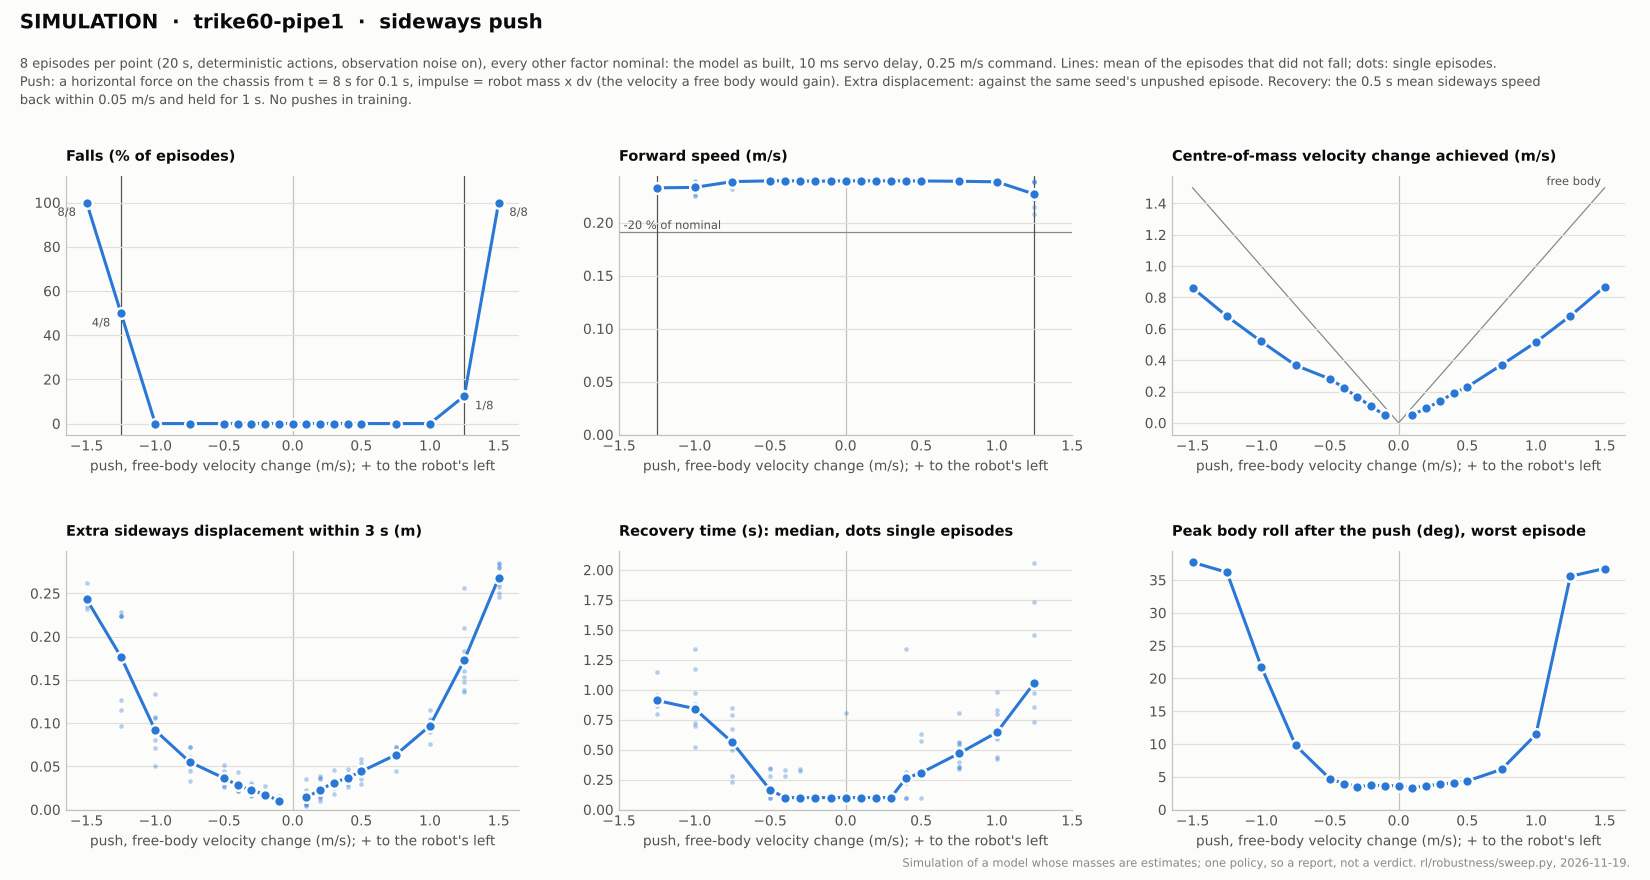 SIMULATION · trike60-pipe1 · sideways push
8 episodes per point (20 s, deterministic actions, observation noise on), every other factor nominal: the model as built, 10 ms servo delay, 0.25 m/s command. Lines: mean of the episodes that did not fall; dots: single episodes.
Push: a horizontal force on the chassis from t = 8 s for 0.1 s, impulse = robot mass x dv (the velocity a free body would gain). Extra displacement: against the same seed's unpushed episode. Recovery: the 0.5 s mean sideways speed
back within 0.05 m/s and held for 1 s. No pushes in training.
Falls (% of episodes)
100
80
60
40
20
0
8/8
4/8
1/8
8/8
−1.5 −1.0 −0.5 0.0 0.5 1.0 1.5
push, free-body velocity change (m/s); + to the robot's left
Forward speed (m/s)
0.20
0.15
0.10
0.05
0.00
-20 % of nominal
−1.5 −1.0 −0.5 0.0 0.5 1.0 1.5
push, free-body velocity change (m/s); + to the robot's left
Centre-of-mass velocity change achieved (m/s)
free body
1.4
1.2
1.0
0.8
0.6
0.4
0.2
0.0
−1.5 −1.0 −0.5 0.0 0.5 1.0 1.5
push, free-body velocity change (m/s); + to the robot's left
Extra sideways displacement within 3 s (m)
0.25
0.20
0.15
0.10
0.05
0.00
−1.5 −1.0 −0.5 0.0 0.5 1.0 1.5
push, free-body velocity change (m/s); + to the robot's left
Recovery time (s): median, dots single episodes
2.00
1.75
1.50
1.25
1.00
0.75
0.50
0.25
0.00
−1.5 −1.0 −0.5 0.0 0.5 1.0 1.5
push, free-body velocity change (m/s); + to the robot's left
Peak body roll after the push (deg), worst episode
35
30
25
20
15
10
5
0
−1.5 −1.0 −0.5 0.0 0.5 1.0 1.5
push, free-body velocity change (m/s); + to the robot's left
Simulation of a model whose masses are estimates; one policy, so a report, not a verdict. rl/robustness/sweep.py, 2026-11-19.